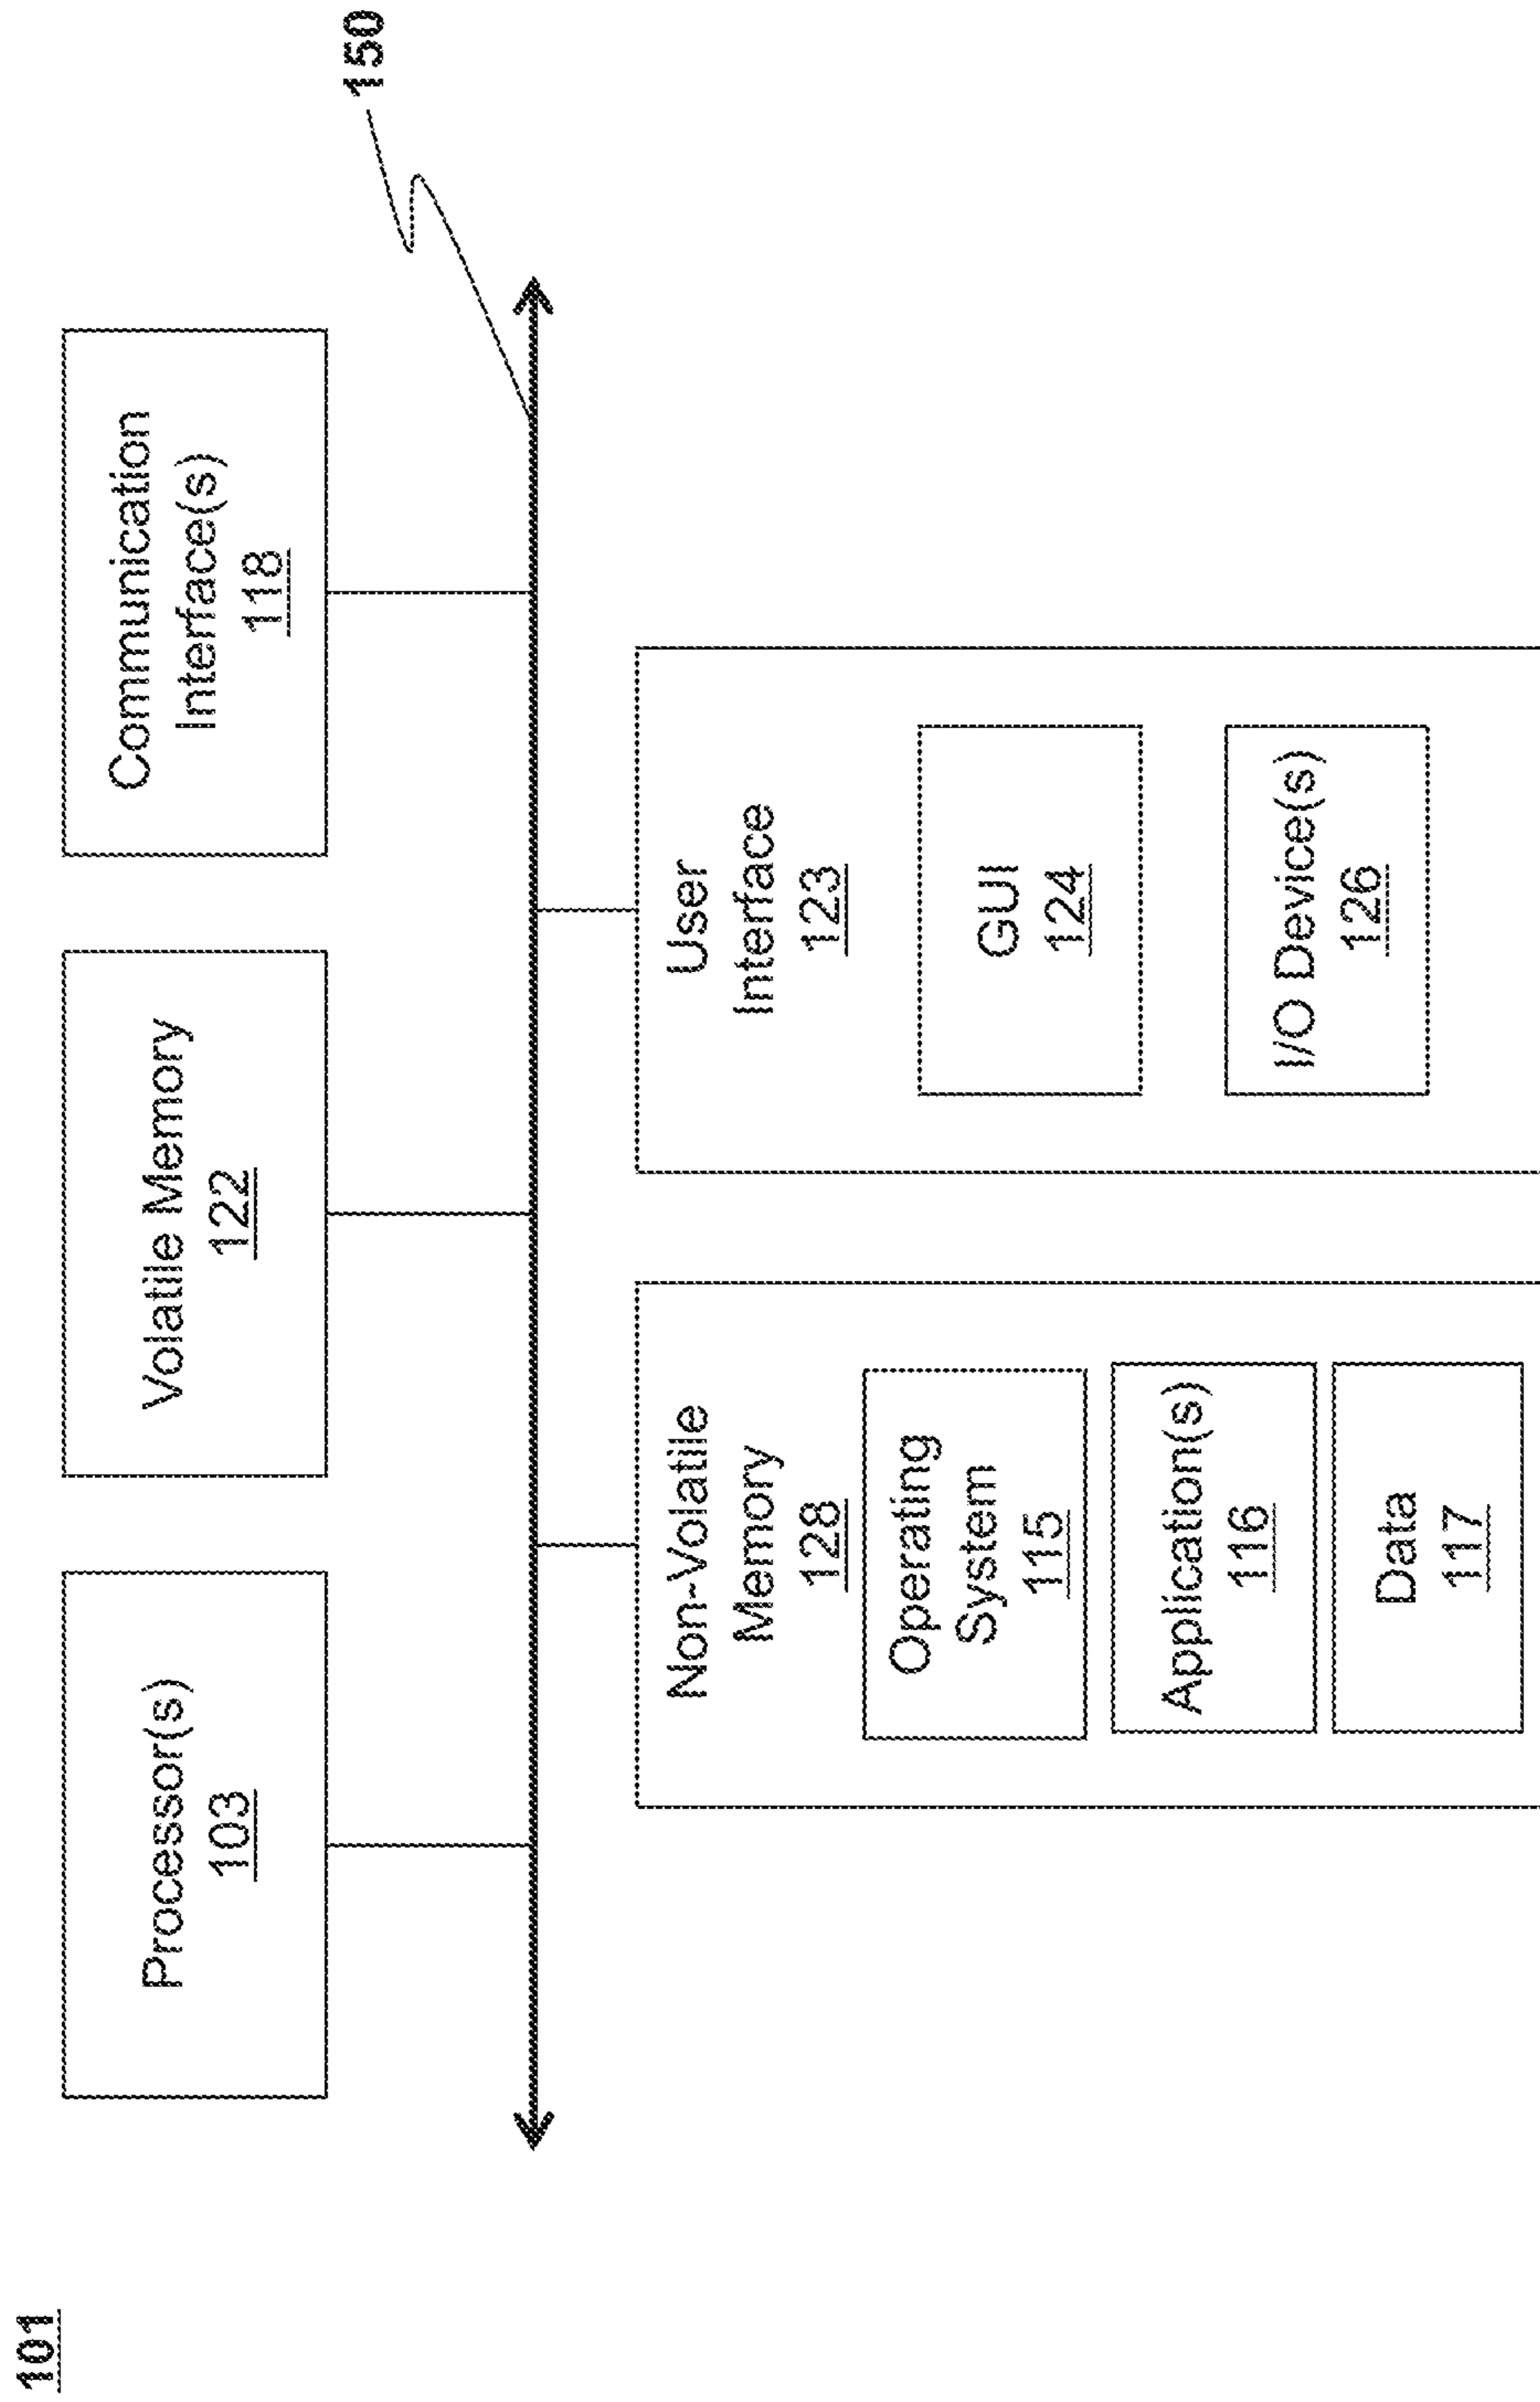 101
Processor(s)
103
Volatile Memory
122
Communication
Interface(s)
118
150
Non-Volatile
Memory
128
Operating
System
115
Application(s)
116
Data
117
User
Interface
123
GUI
124
I/O Device(s)
126